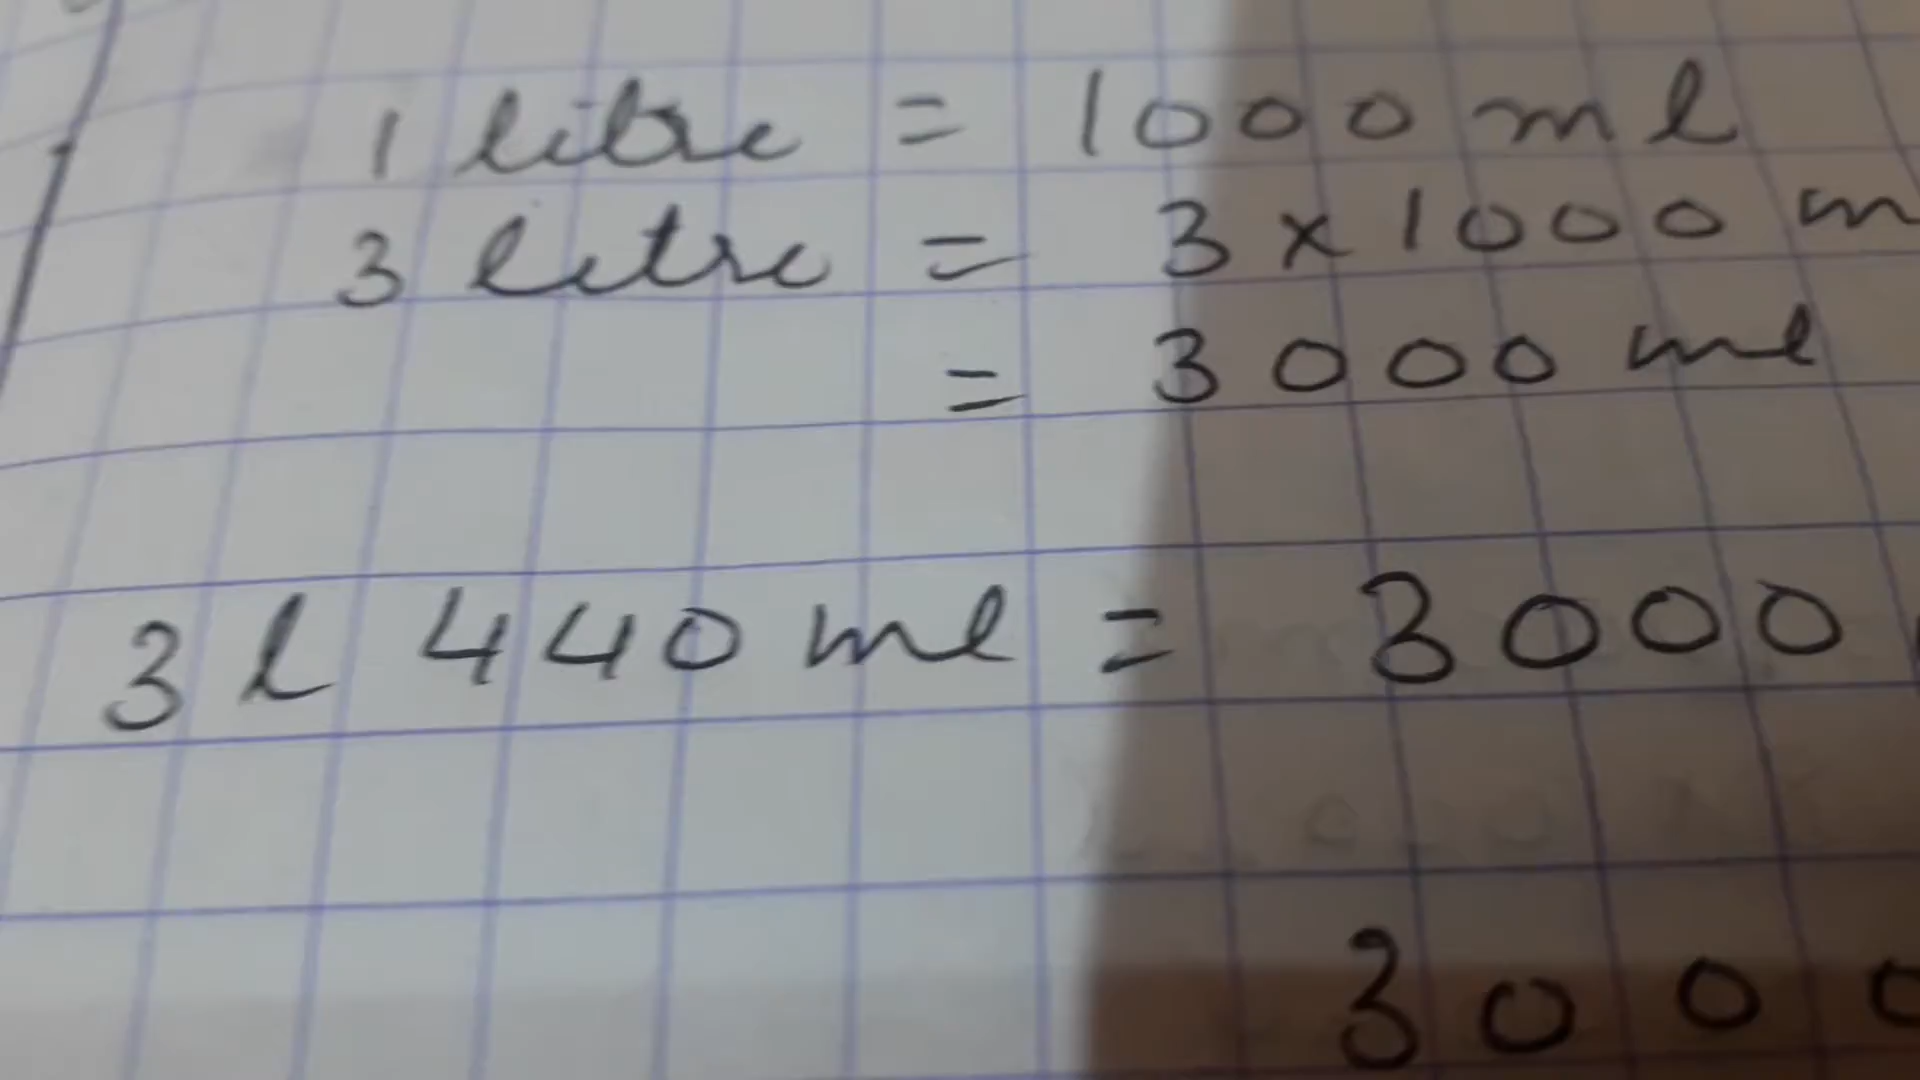 1 litre = 1000 ml
3 litre = 3 x 1000 m
= 3000 ml
3 l 440 ml = 3000
3000